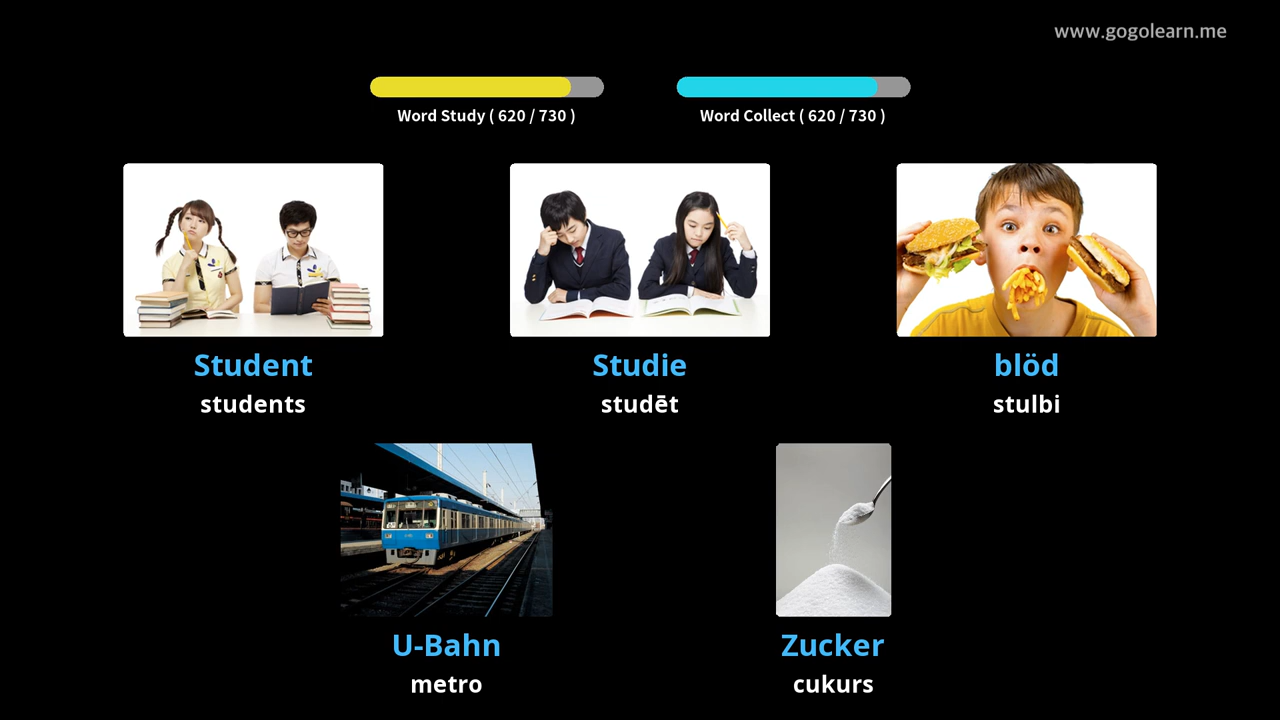 www.gogolearn.me
Word Study ( 620 / 730 )
Word Collect ( 620 / 730 )
Student
Studie
blöd
students
studēt
stulbi
U-Bahn
Zucker
metro
cukurs